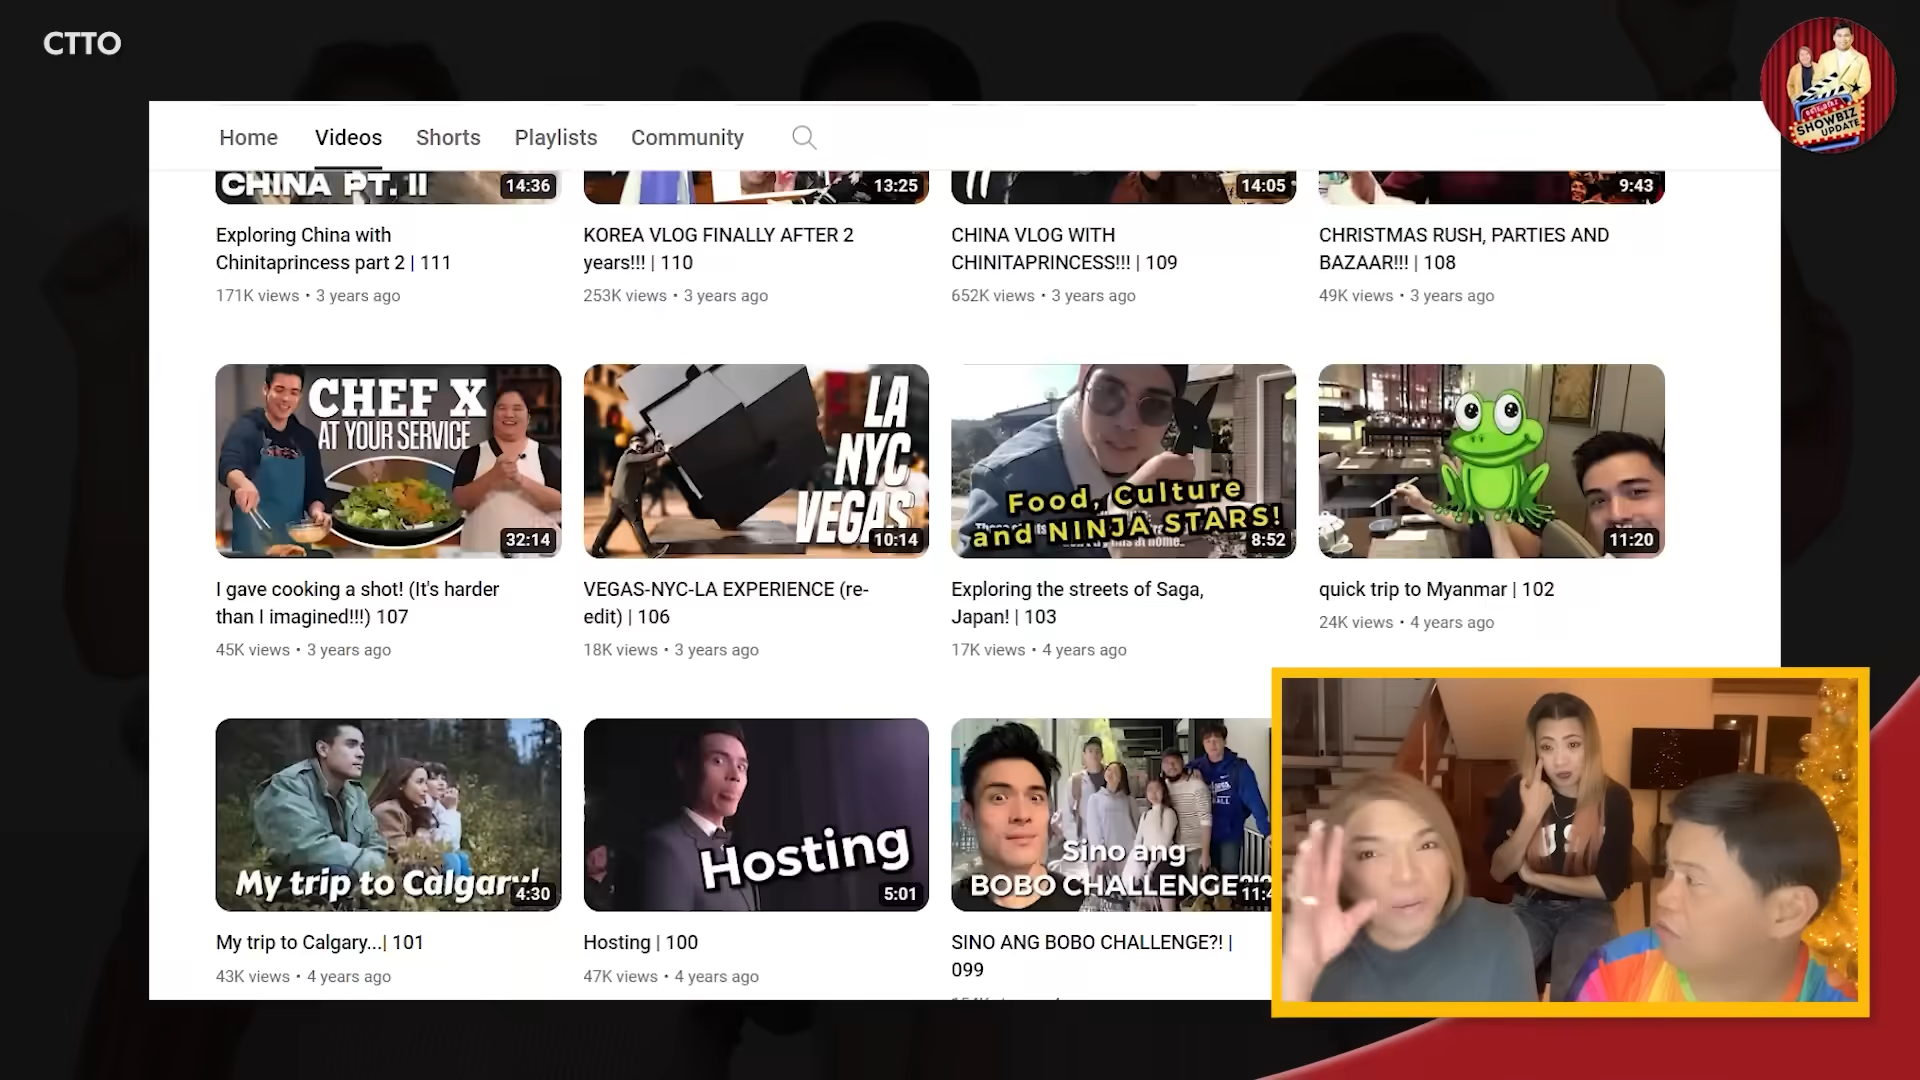 CTTO
SHOWBIZ
UPDATE
Home Videos Shorts Playlists Community
CHINA PT. II
14:36
13:25
14:05
9:43
Exploring China with
Chinitaprincess part 2 | 111
171K views • 3 years ago
KOREA VLOG FINALLY AFTER 2
years!!! | 110
253K views • 3 years ago
CHINA VLOG WITH
CHINITAPRINCESS!!! | 109
652K views • 3 years ago
CHRISTMAS RUSH, PARTIES AND
BAZAAR!!! | 108
49K views • 3 years ago
CHEF X
AT YOUR SERVICE
32:14
LA
NYC
VEGAS
10:14
Food, Culture
and NINJA STARS!
8:52
11:20
I gave cooking a shot! (It's harder
than I imagined!!!) 107
45K views • 3 years ago
VEGAS-NYC-LA EXPERIENCE (re-
edit) | 106
18K views • 3 years ago
Exploring the streets of Saga,
Japan! | 103
17K views • 4 years ago
quick trip to Myanmar | 102
24K views • 4 years ago
My trip to Calgary!
4:30
Hosting
5:01
Sino ang
BOBO CHALLENGE?!?
My trip to Calgary...| 101
43K views • 4 years ago
Hosting | 100
47K views • 4 years ago
SINO ANG BOBO CHALLENGE?! |
099